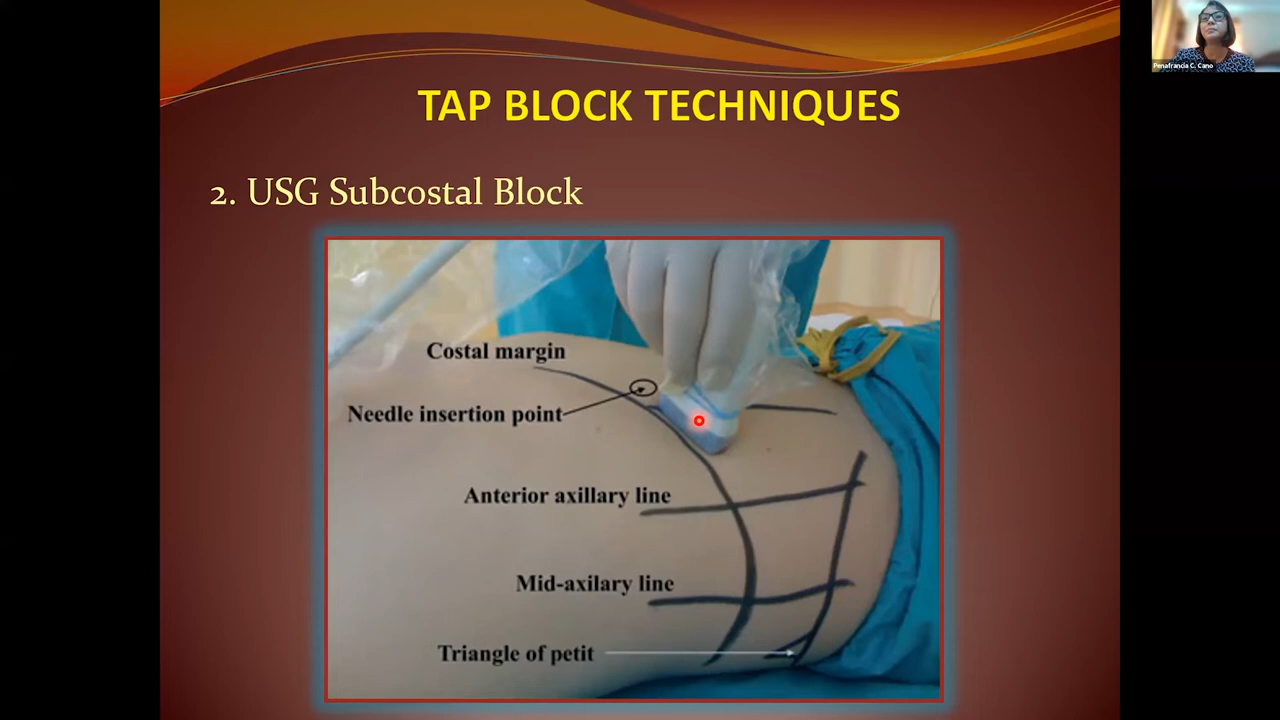 TAP BLOCK TECHNIQUES
2. USG Subcostal Block
Costal margin
Needle insertion point
Anterior axillary line
Mid-axilary line
Triangle of petit
Penafrancia C. Cano